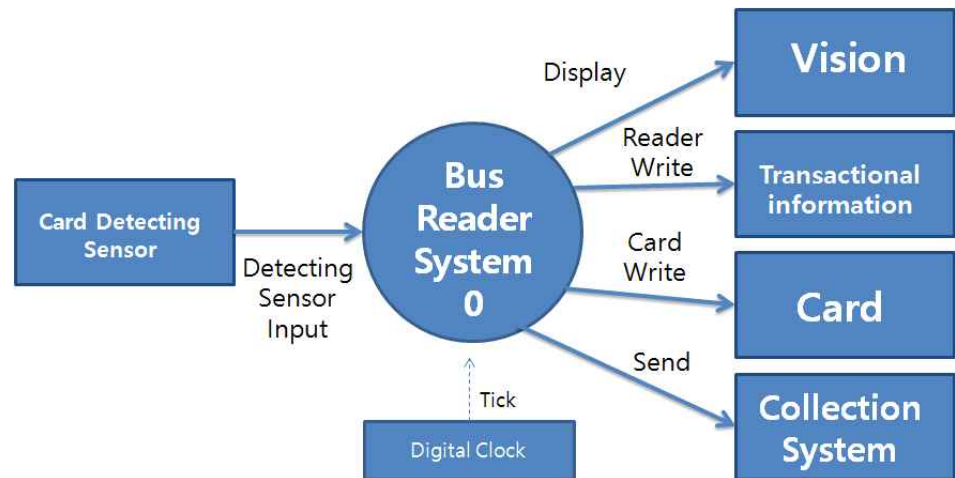 Card Detecting
Sensor
Detecting
Sensor
Input
Bus
Reader
System
0
Tick
Digital Clock
Display
Vision
Reader
Write
Transactional
information
Card
Write
Card
Send
Collection
System